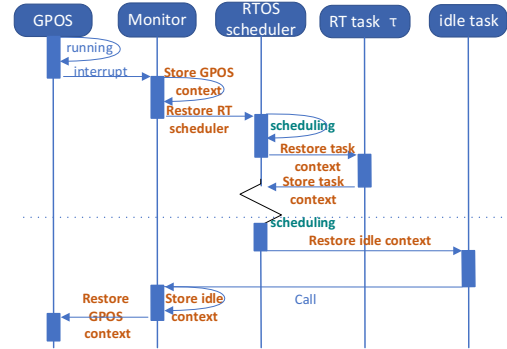 GPOS
Monitor
RTOS
scheduler
RT task τ
idle task
running
interrupt
Store GPOS
context
Restore RT
scheduler
scheduling
Restore task
context
Store task
context
scheduling
Restore idle context
Call
Store idle
context
Restore
GPOS
context